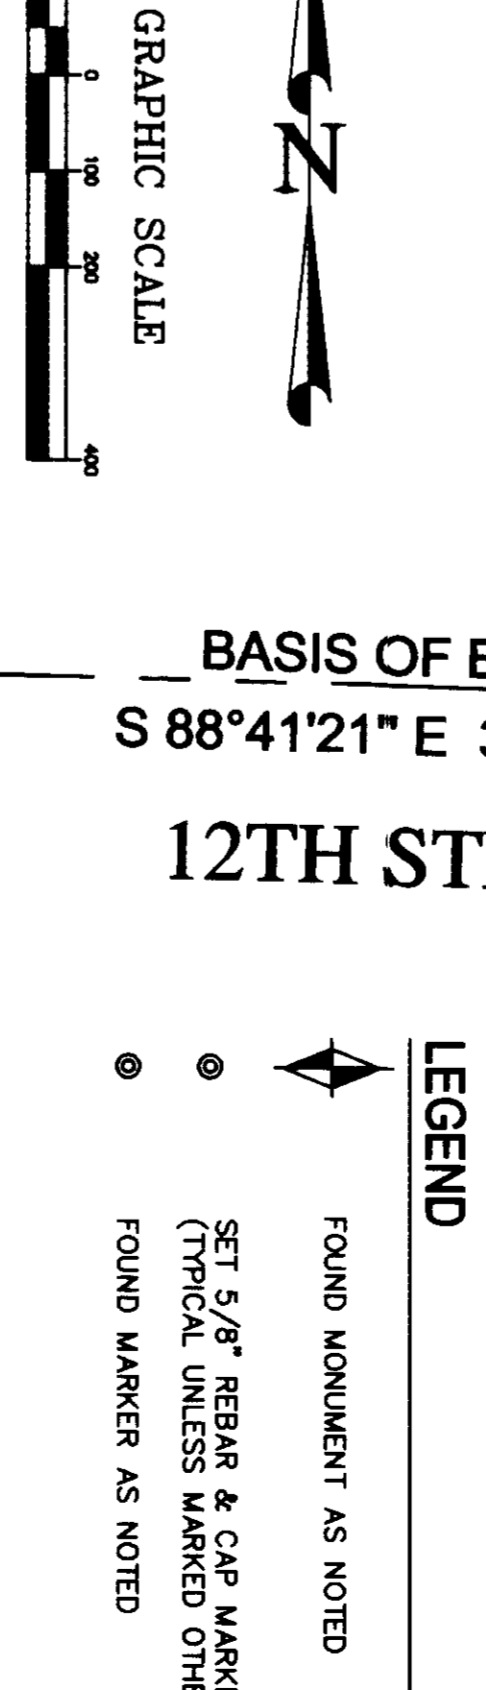 GRAPHIC SCALE
0 100 200 400
N
BASIS OF
S 88°41'21" E
12TH
LEGEND
FOUND MONUMENT AS NOTED
SET 5/8" REBAR & CAP
(TYPICAL UNLESS MARKED
FOUND MARKER AS NOTED